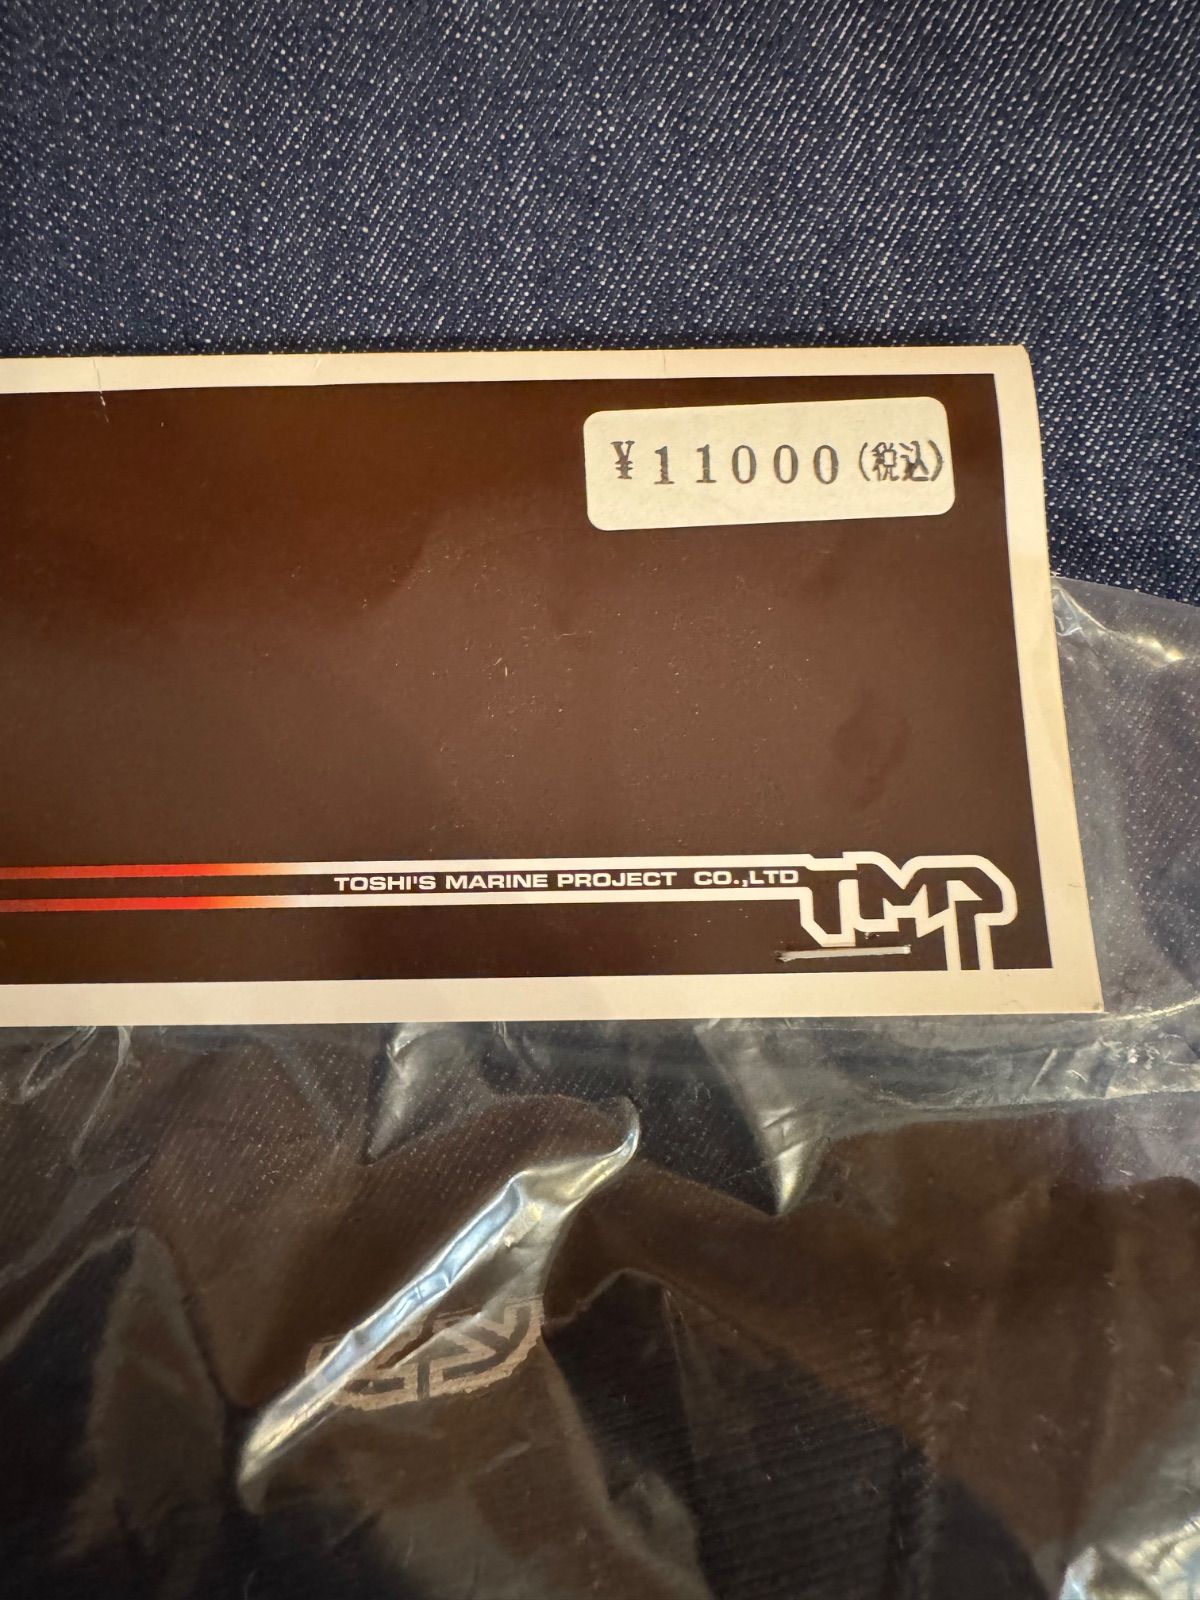 ¥11000(税込)
TOSHI'S MARINE PROJECT CO.,LTD
TMP